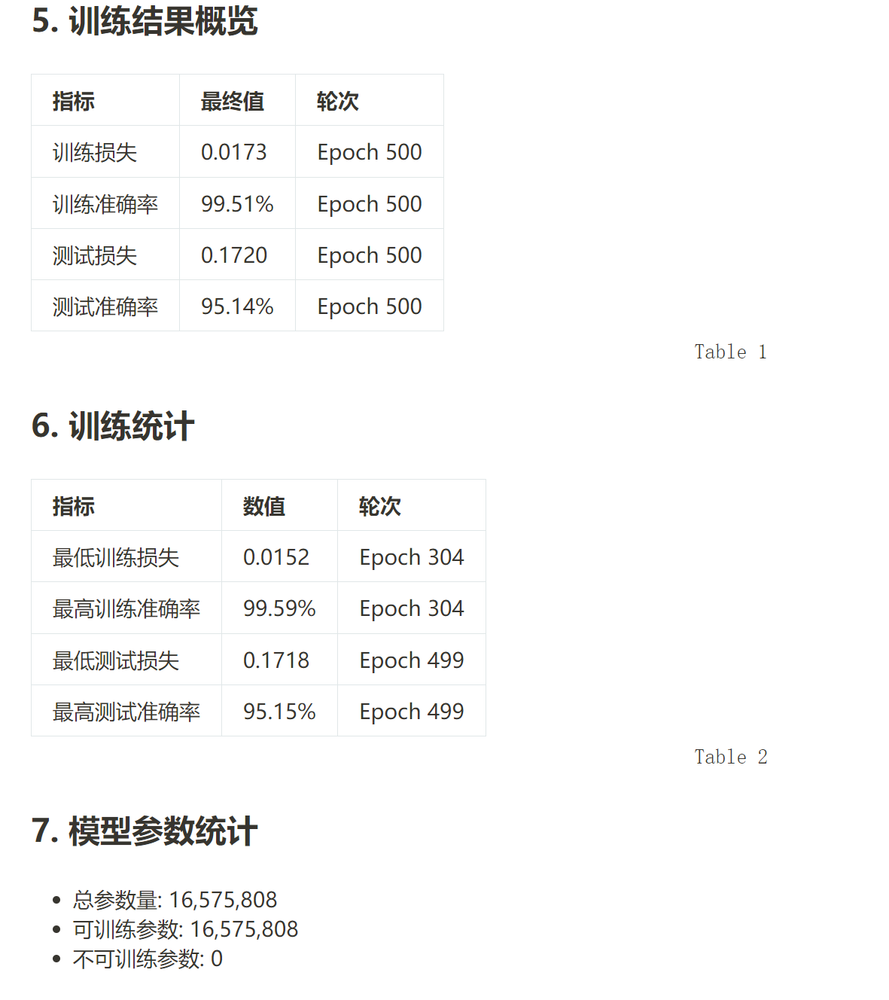 5. 训练结果概览
指标 最终值 轮次
训练损失 0.0173 Epoch 500
训练准确率 99.51% Epoch 500
测试损失 0.1720 Epoch 500
测试准确率 95.14% Epoch 500
Table 1
6. 训练统计
指标 数值 轮次
最低训练损失 0.0152 Epoch 304
最高训练准确率 99.59% Epoch 304
最低测试损失 0.1718 Epoch 499
最高测试准确率 95.15% Epoch 499
Table 2
7. 模型参数统计
• 总参数量: 16,575,808
• 可训练参数: 16,575,808
• 不可训练参数: 0